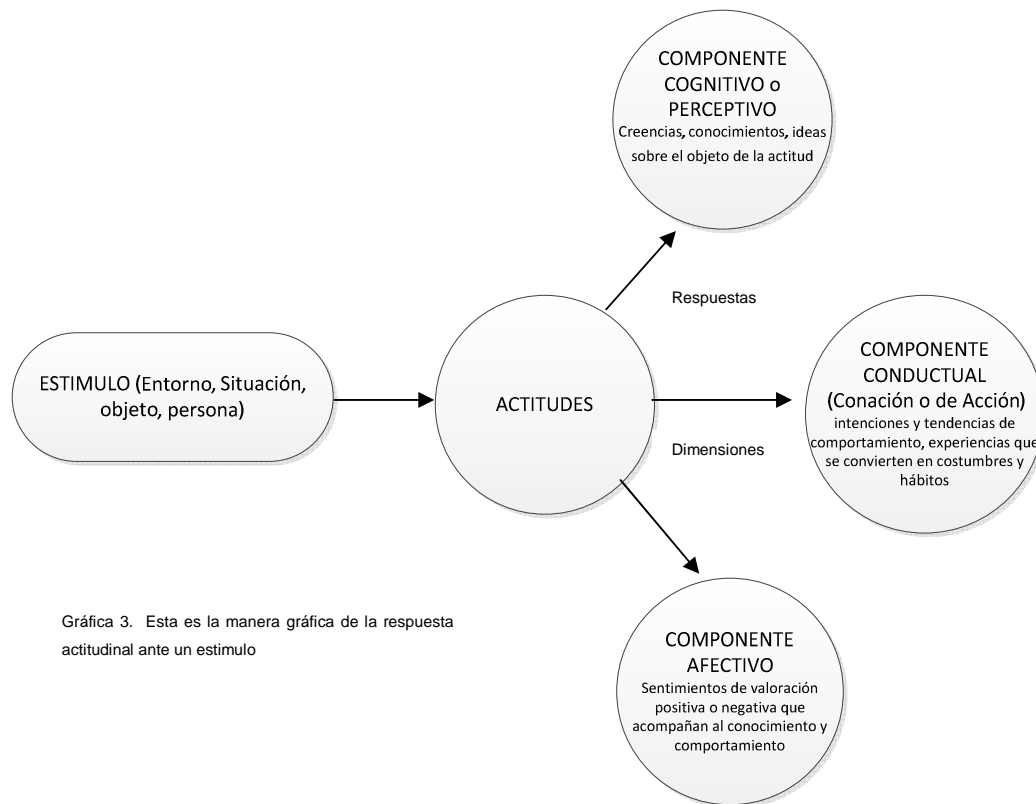 COMPONENTE
COGNITIVO o
PERCEPTIVO
Creencias, conocimientos, ideas
sobre el objeto de la actitud
Respuestas
ESTIMULO (Entorno, Situación,
objeto, persona)
ACTITUDES
COMPONENTE
CONDUCTUAL
(Conación o de Acción)
intenciones y tendencias de
comportamiento, experiencias que
se convierten en costumbres y
hábitos
Dimensiones
COMPONENTE
AFECTIVO
Sentimientos de valoración
positiva o negativa que
acompañan al conocimiento y
comportamiento
Gráfica 3. Esta es la manera gráfica de la respuesta
actitudinal ante un estimulo